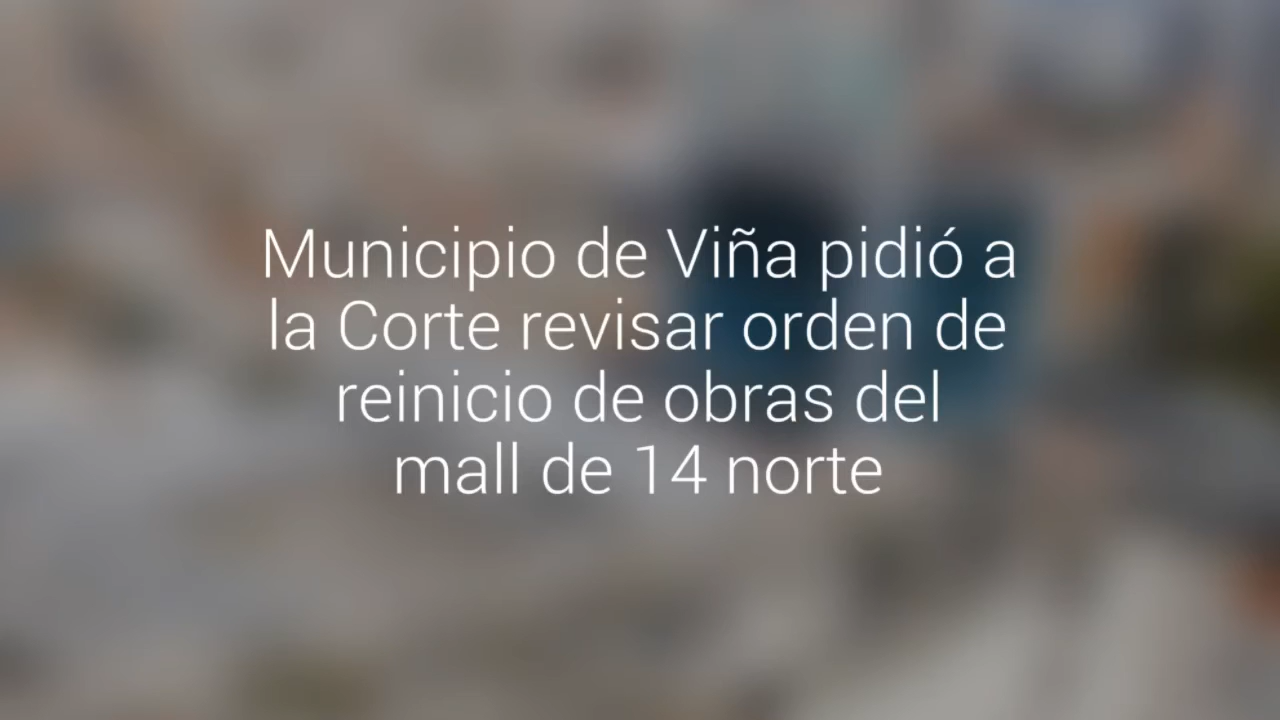 Municipio de Viña pidió a
la Corte revisar orden de
reinicio de obras del
mall de 14 norte